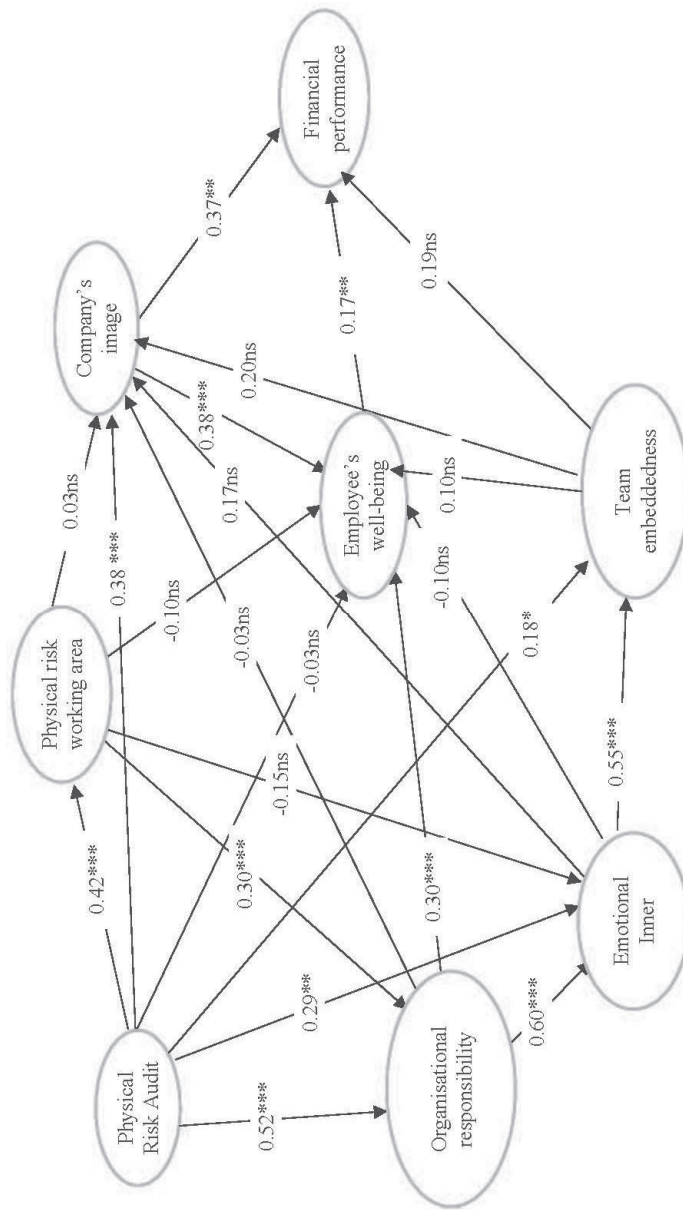 Physical
Risk Audit
Physical risk
working area
Company's
image
Financial
performance
Employee's
well-being
Organisational
responsibility
Emotional
Inner
Team
embeddedness
0.42***
0.03ns
0.38 ***
0.37**
0.38***
-0.10ns
-0.03ns
-0.03ns
0.17ns
0.20ns
0.17**
0.19ns
0.10ns
-0.10ns
0.18*
-0.15ns
0.30***
0.30***
0.29**
0.52***
0.60***
0.55***